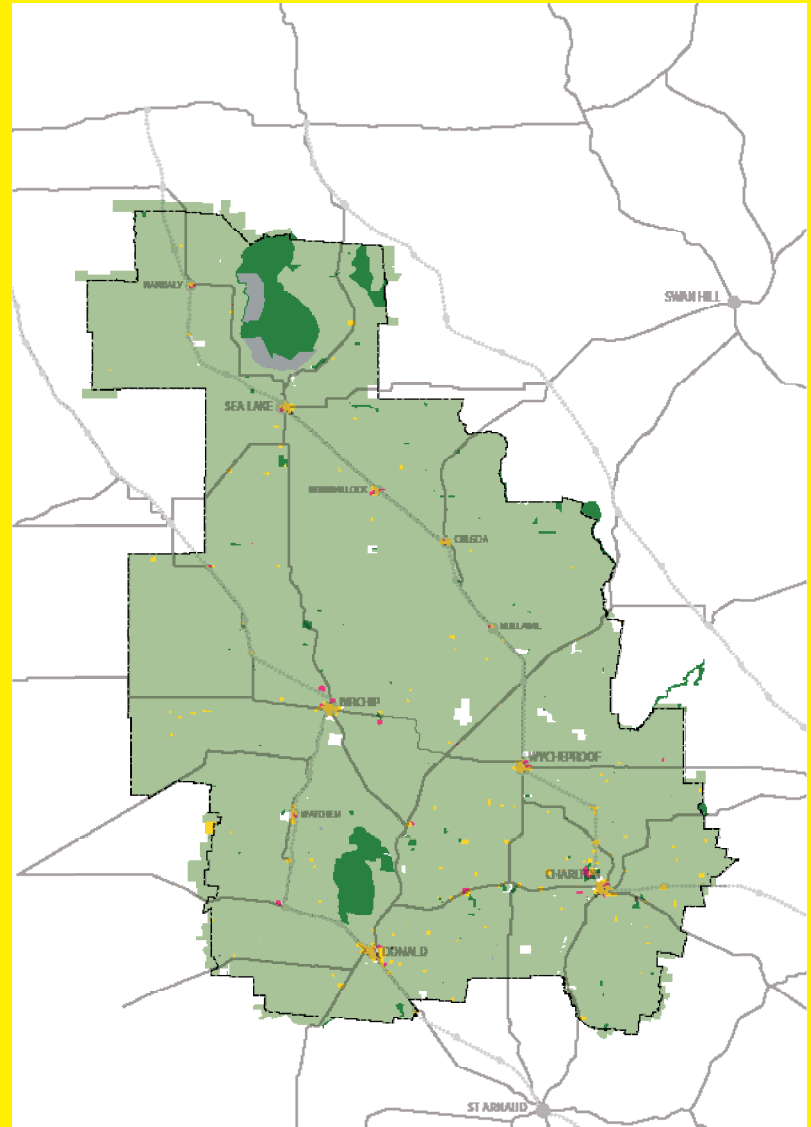 NANDALY
SWAN HILL
SEA LAKE
BERRIWILLOCK
CULGOA
NULLAWIL
BIRCHIP
WYCHEPROOF
WATCHEM
CHARLTON
DONALD
ST ARNAUD